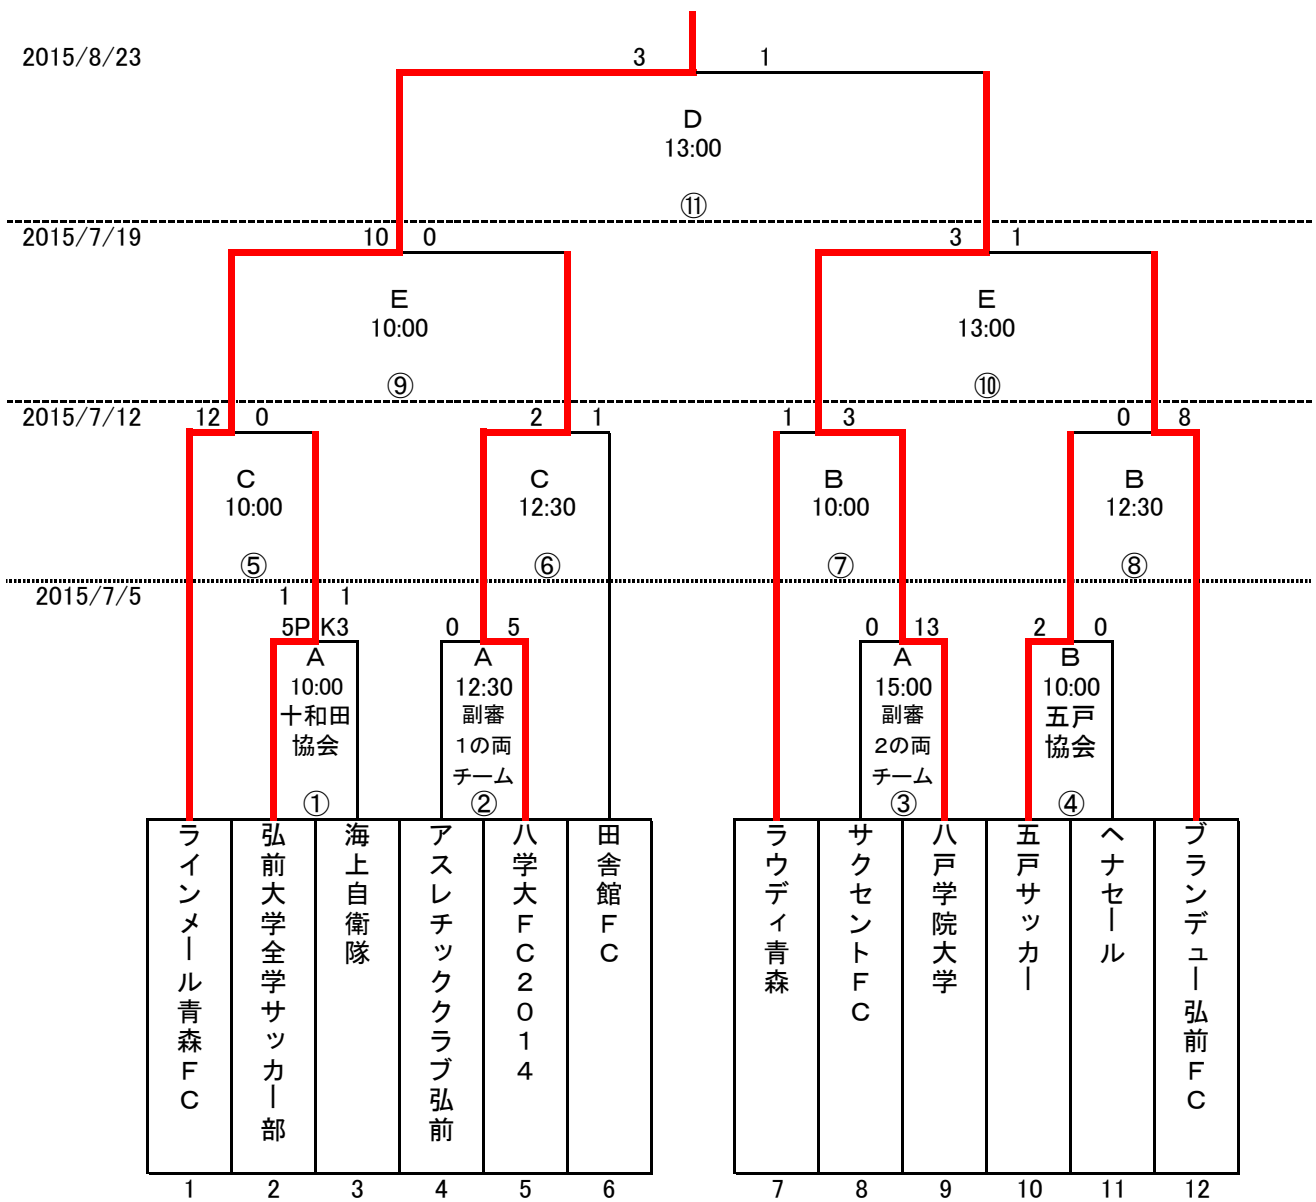 2015/8/23
3 1
D
13:00
⑪
2015/7/19
10 0 3 1
E E
10:00 13:00
⑨ ⑩
2015/7/12
12 0 2 1 1 3 0 8
C C B B
10:00 12:30 10:00 12:30
⑤ ⑥ ⑦ ⑧
2015/7/5
1 1
5PK3 0 5 0 13 2 0
A A A B
10:00 12:30 15:00 10:00
十和田 副審 副審 五戸
協会 1の両 2の両 協会
チーム チーム
① ② ③ ④
ラインメール青森FC
弘前大学全学サッカー部
海上自衛隊
アスレチッククラブ弘前
八学大FC2014
田舎館FC
ラウディ青森
サクセントFC
八戸学院大学
五戸サッカー
ヘナセール
ブランデュー弘前FC
1 2 3 4 5 6 7 8 9 10 11 12